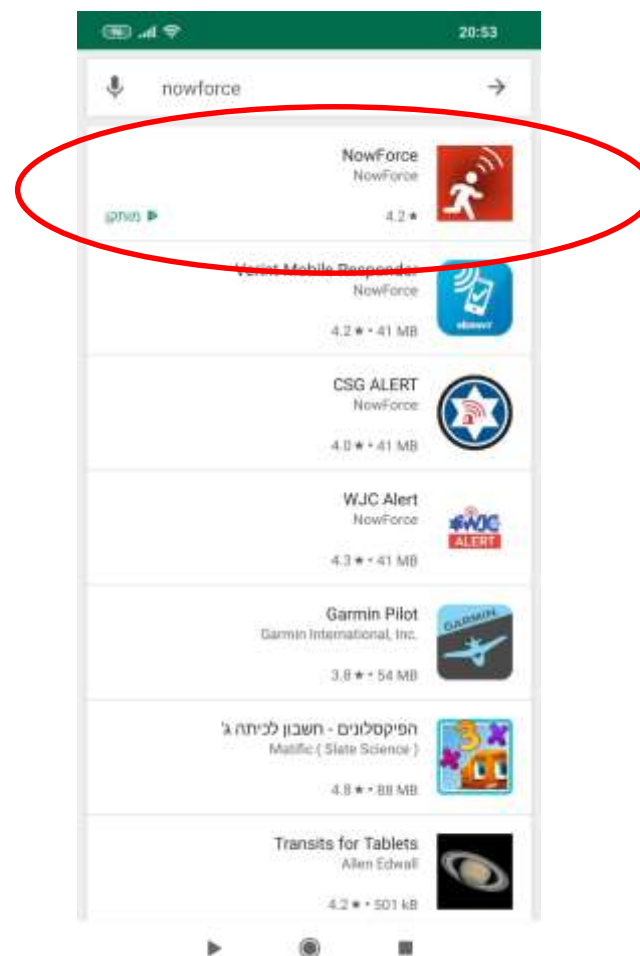 20:53
nowforce
NowForce
NowForce
4.2 ★
מותקן
Verint Mobile Responder
NowForce
4.2 ★ • 41 MB
CSG ALERT
NowForce
4.0 ★ • 41 MB
WJC Alert
NowForce
WJC
ALERT
4.3 ★ • 41 MB
Garmin Pilot
Garmin International, Inc.
GARMIN
3.8 ★ • 54 MB
הפיקסלונים - חשבון לכיתה ג'
Matific ( Slate Science )
3
4.8 ★ • 88 MB
Transits for Tablets
Allen Edwall
4.2 ★ • 501 kB